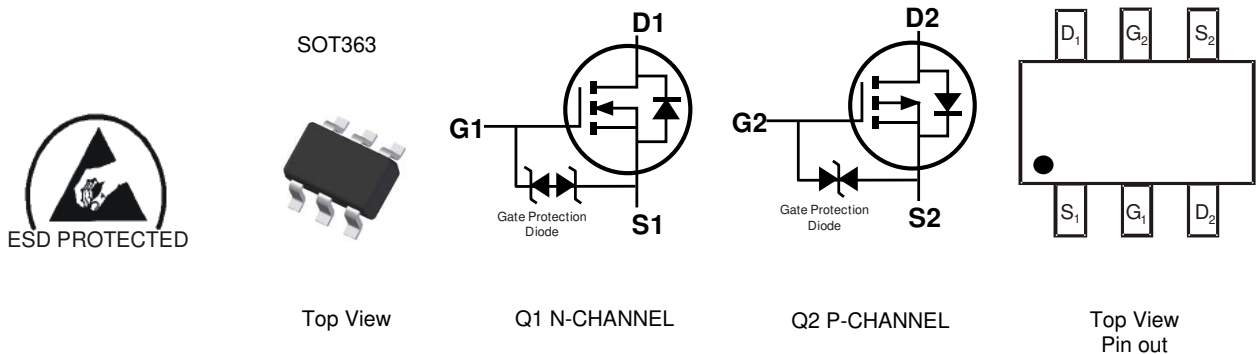 ESD PROTECTED
SOT363
Top View
D1
G1
Gate Protection
Diode
S1
Q1 N-CHANNEL
D2
G2
Gate Protection
Diode
S2
Q2 P-CHANNEL
D₁ G₂ S₂
S₁ G₁ D₂
Top View
Pin out